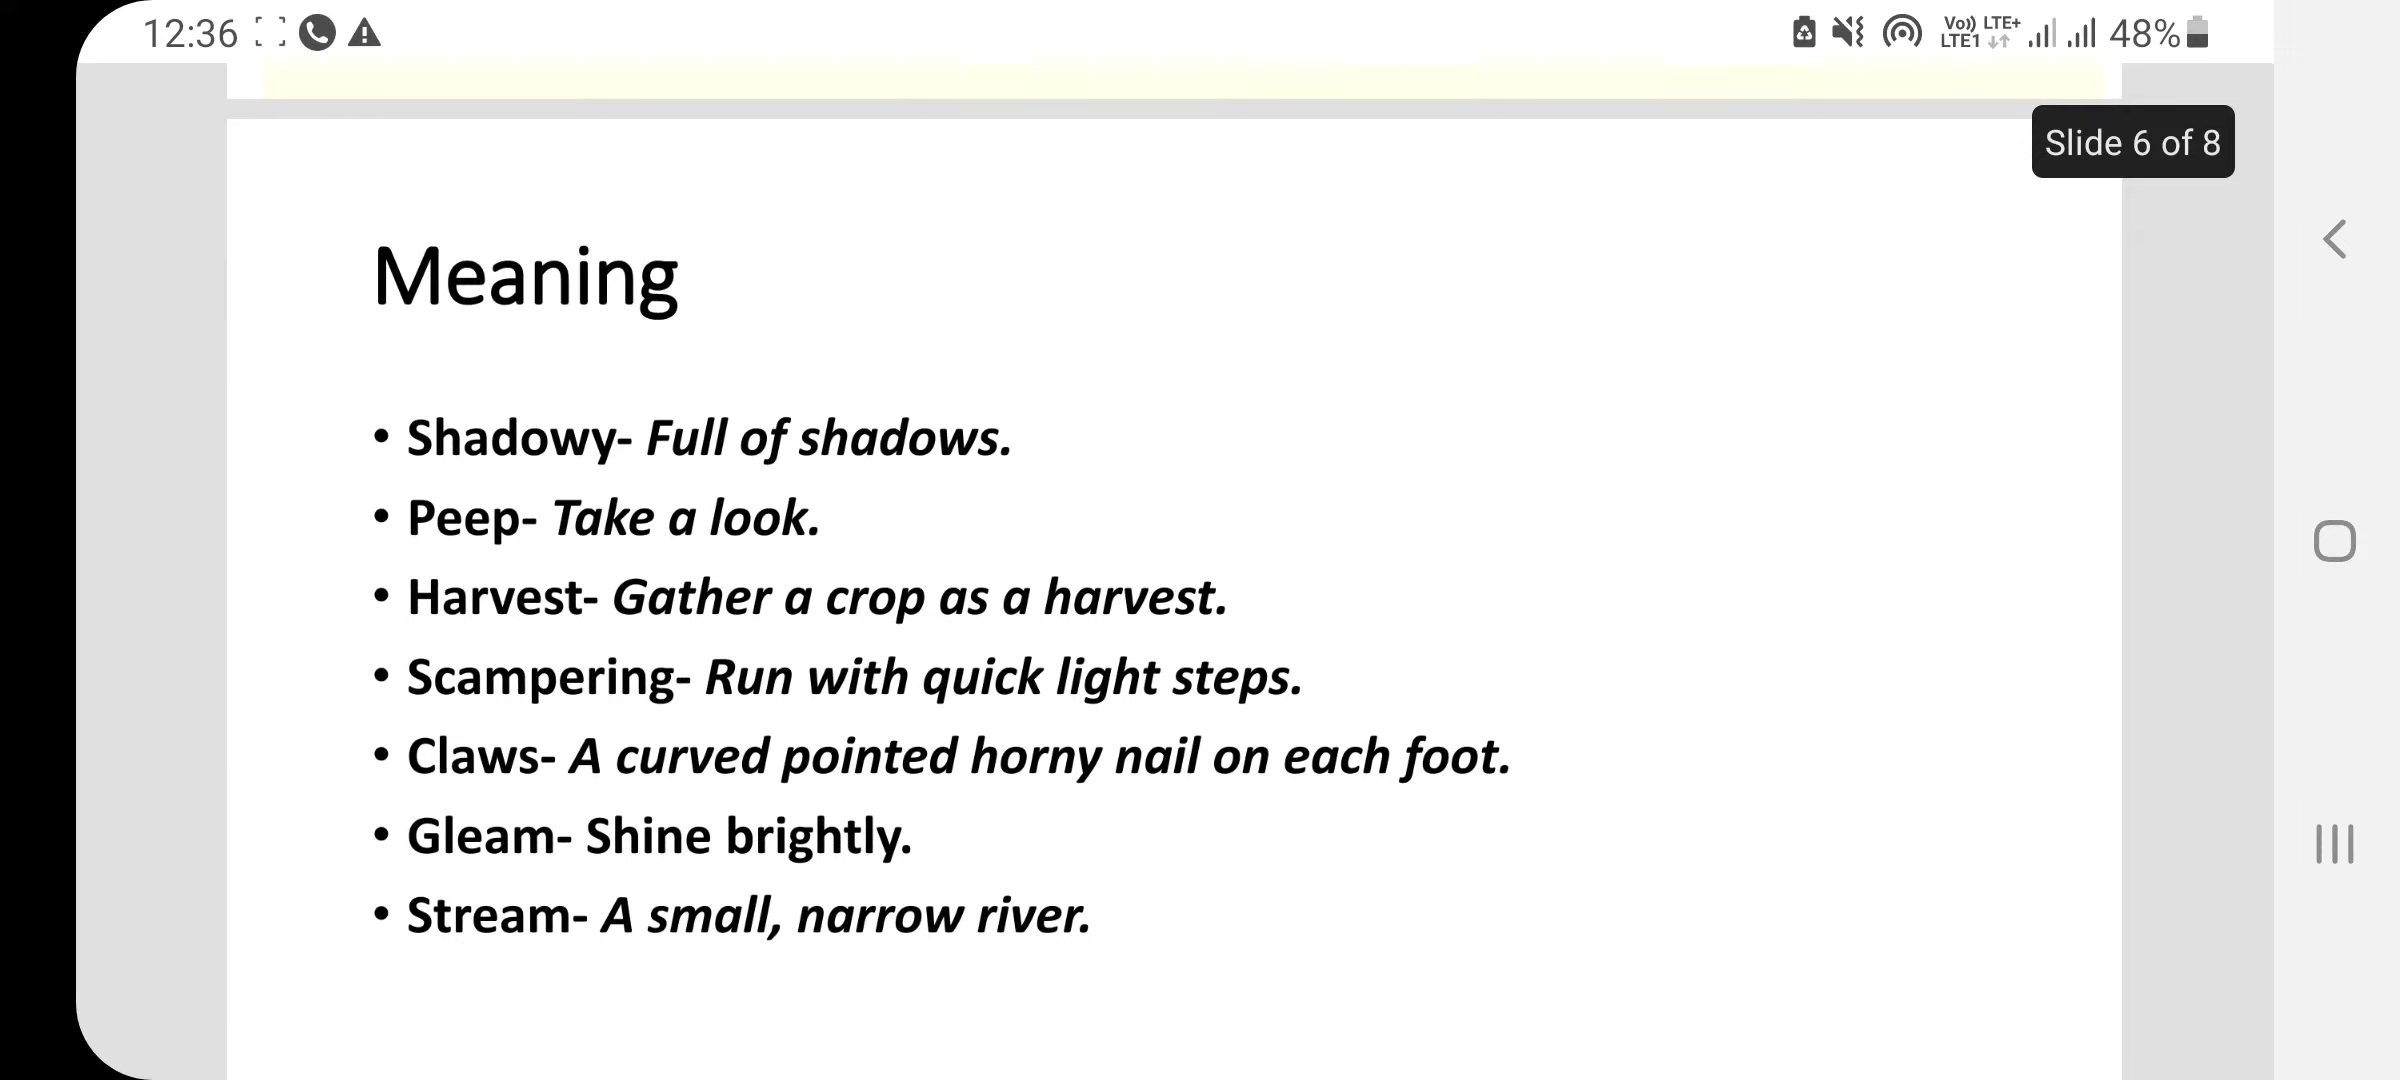 12:36
Vo)) LTE+
LTE1
48%
Slide 6 of 8
Meaning
• Shadowy- Full of shadows.
• Peep- Take a look.
• Harvest- Gather a crop as a harvest.
• Scampering- Run with quick light steps.
• Claws- A curved pointed horny nail on each foot.
• Gleam- Shine brightly.
• Stream- A small, narrow river.